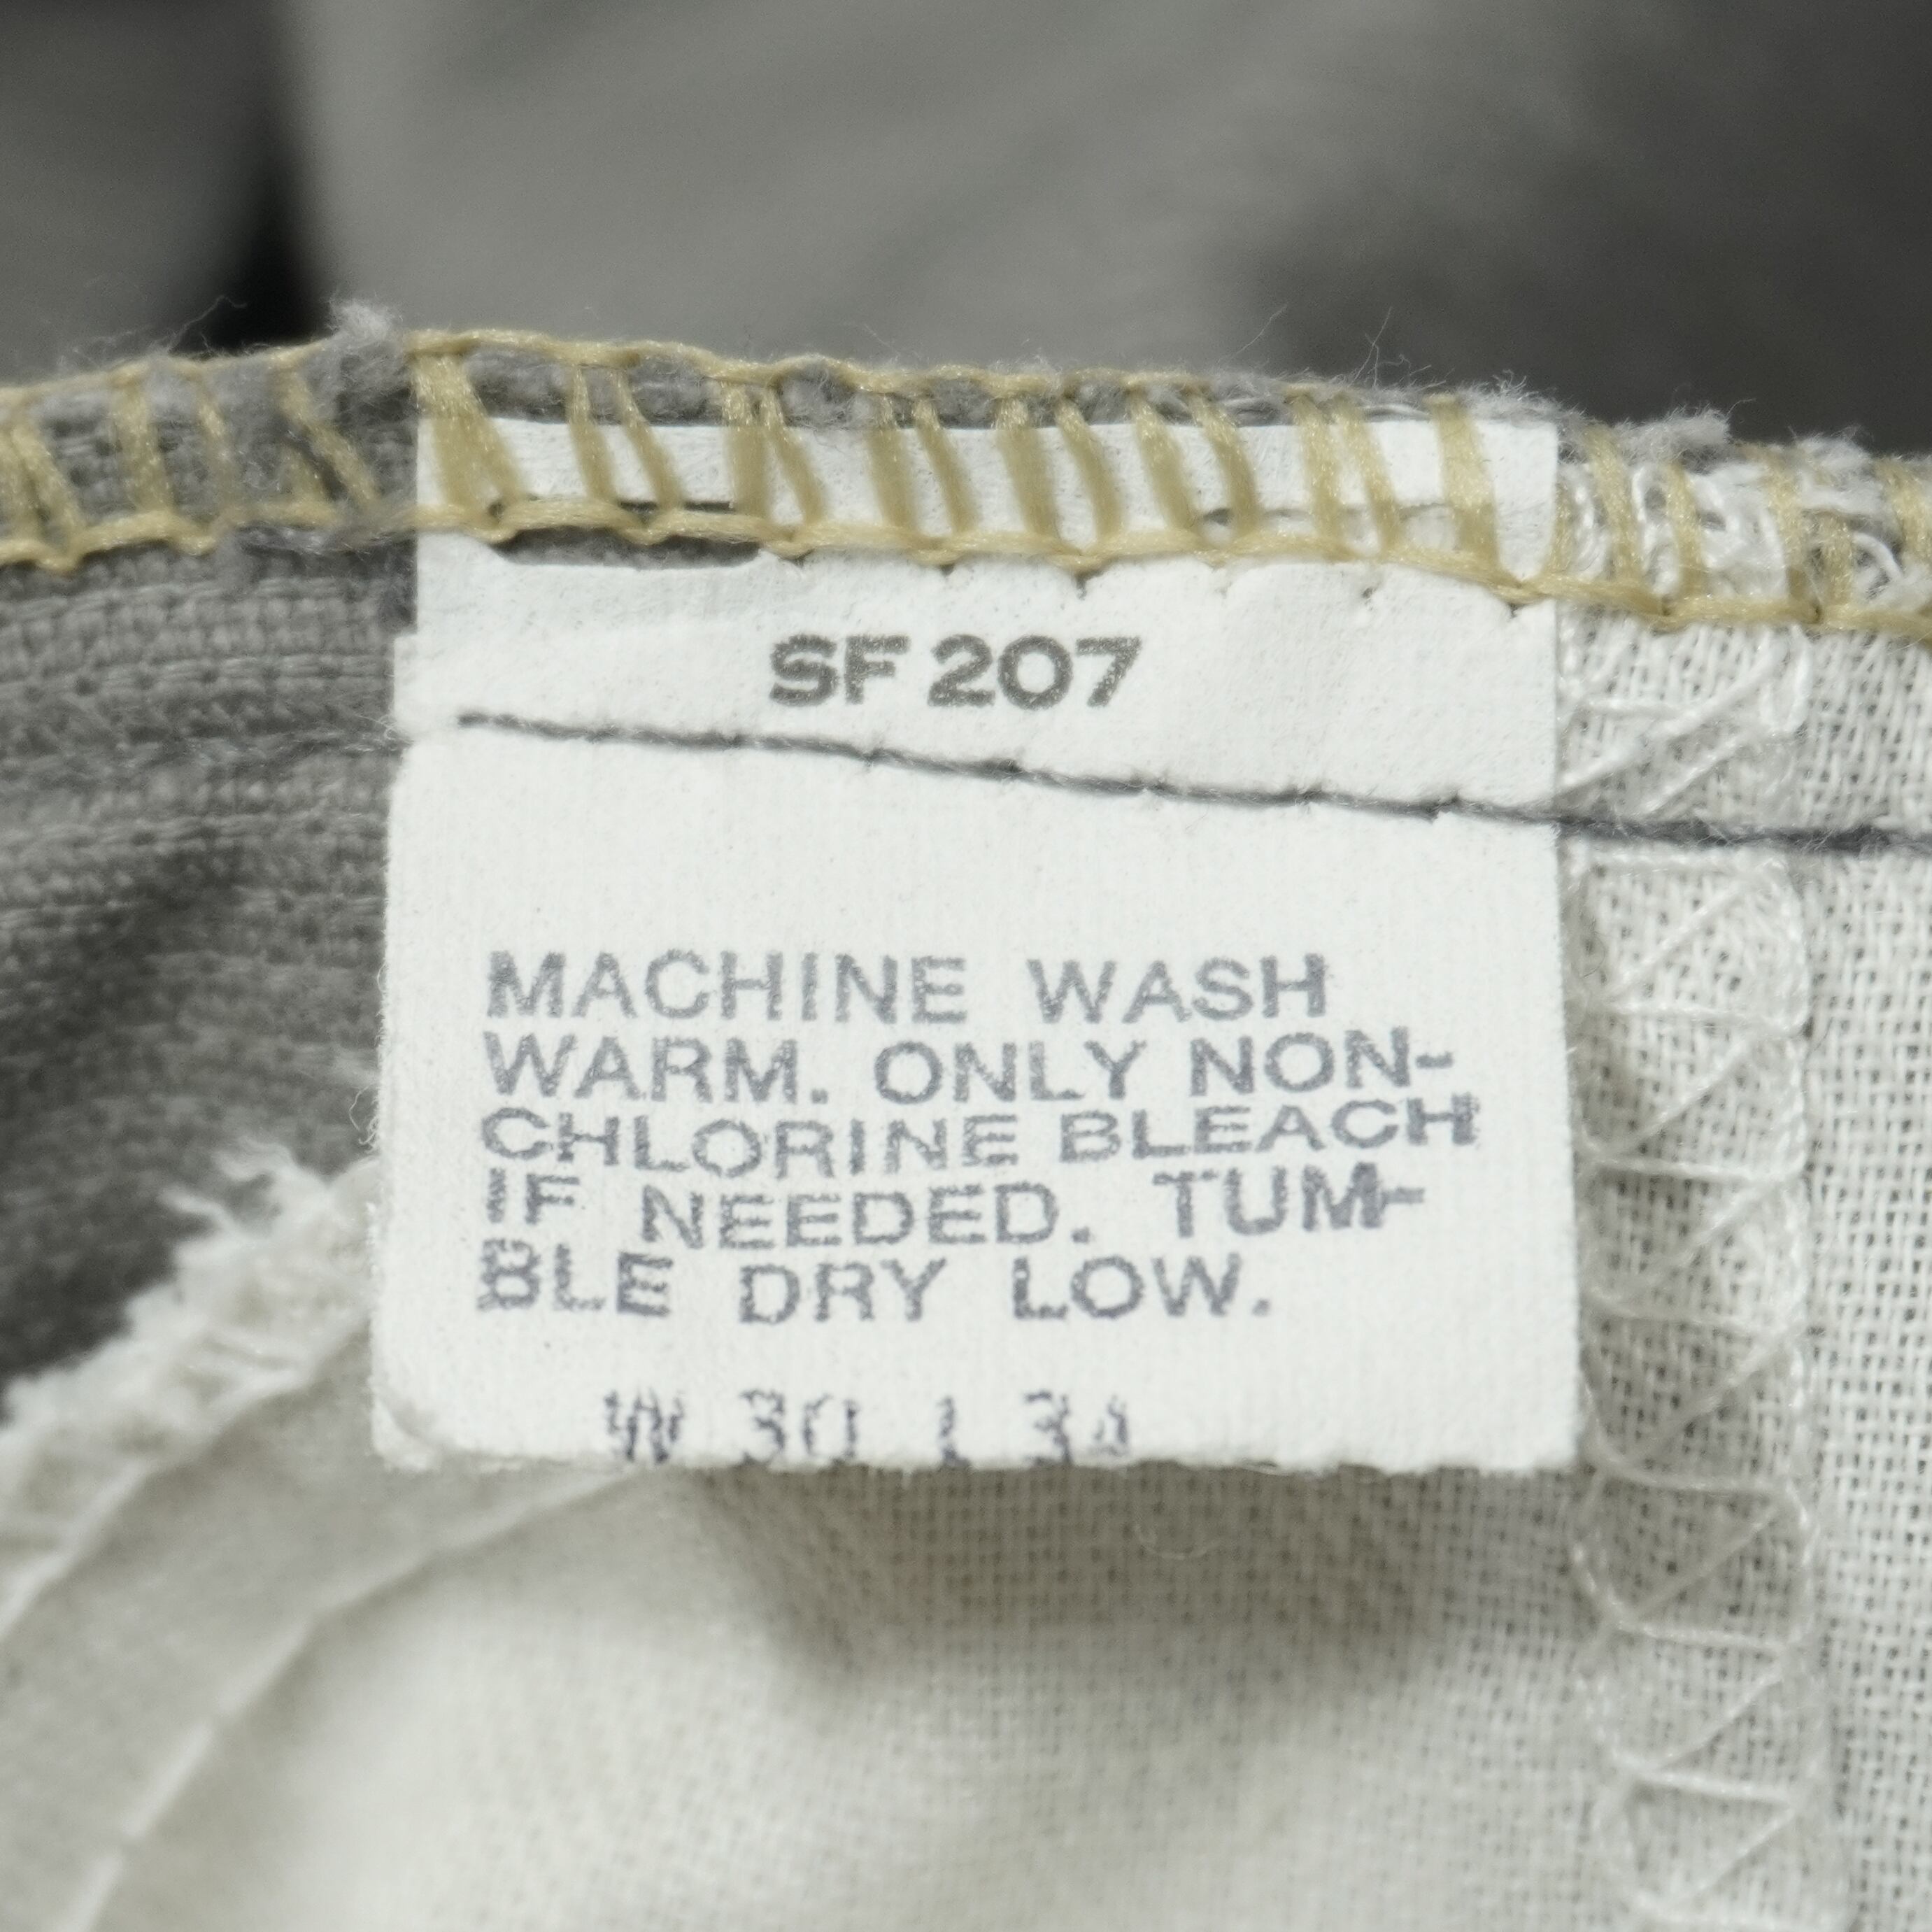 SF 207
MACHINE WASH
WARM. ONLY NON-
CHLORINE BLEACH
IF NEEDED. TUM-
BLE DRY LOW.
W 30 L 34